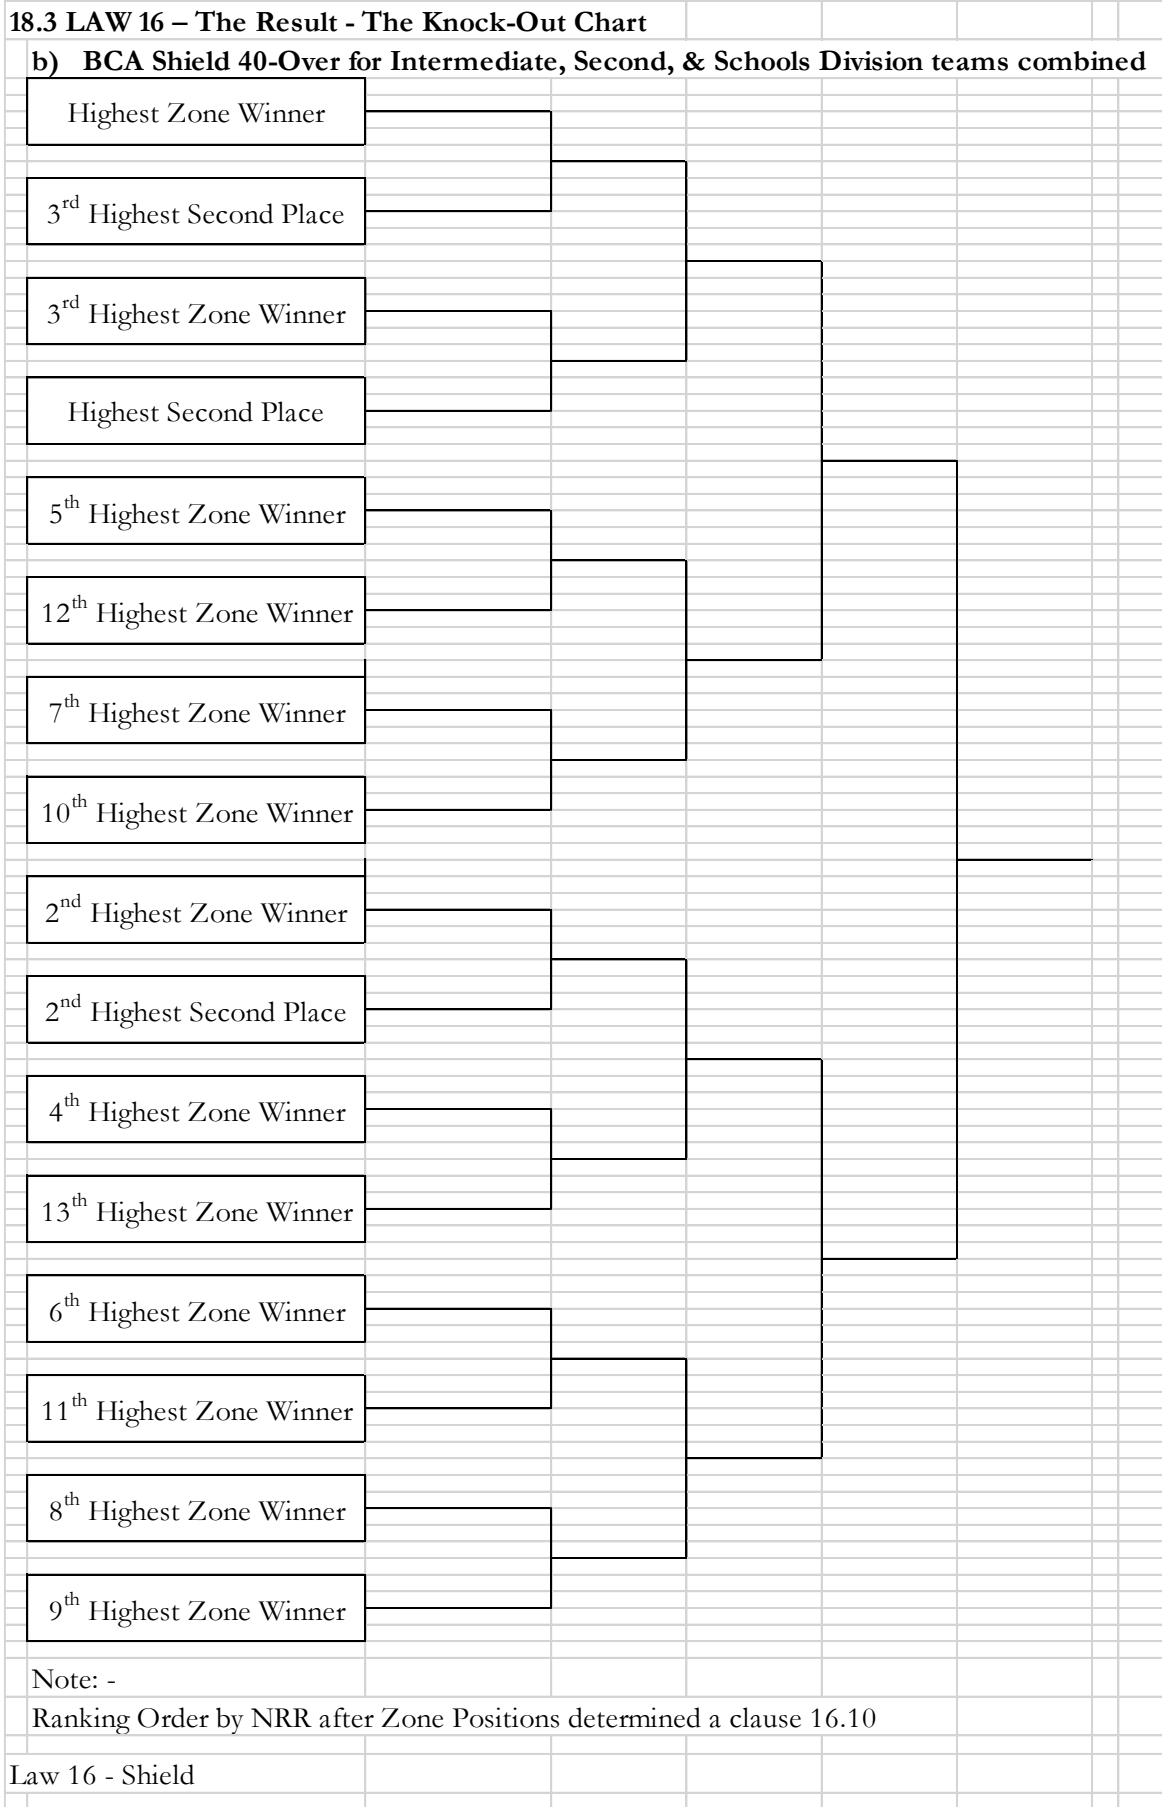 18.3 LAW 16 – The Result - The Knock-Out Chart
b) BCA Shield 40-Over for Intermediate, Second, & Schools Division teams combined
Highest Zone Winner
3rd Highest Second Place
3rd Highest Zone Winner
Highest Second Place
5th Highest Zone Winner
12th Highest Zone Winner
7th Highest Zone Winner
10th Highest Zone Winner
2nd Highest Zone Winner
2nd Highest Second Place
4th Highest Zone Winner
13th Highest Zone Winner
6th Highest Zone Winner
11th Highest Zone Winner
8th Highest Zone Winner
9th Highest Zone Winner
Note: -
Ranking Order by NRR after Zone Positions determined a clause 16.10
Law 16 - Shield